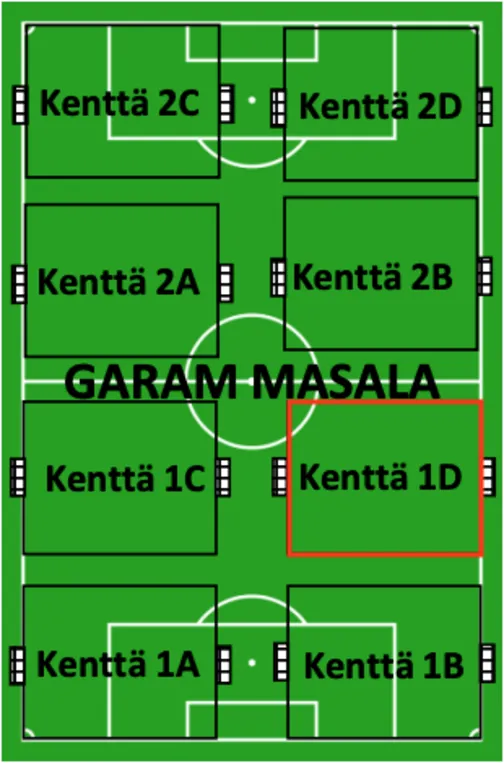 Kenttä 2C
Kenttä 2D
Kenttä 2A
Kenttä 2B
GARAM MASALA
Kenttä 1C
Kenttä 1D
Kenttä 1A
Kenttä 1B